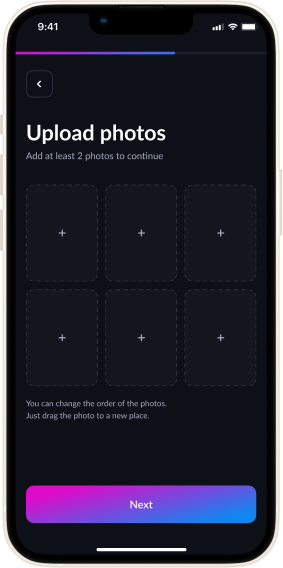 9:41
Upload photos
Add at least 2 photos to continue
+ + +
+ + +
You can change the order of the photos.
Just drag the photo to a new place.
Next